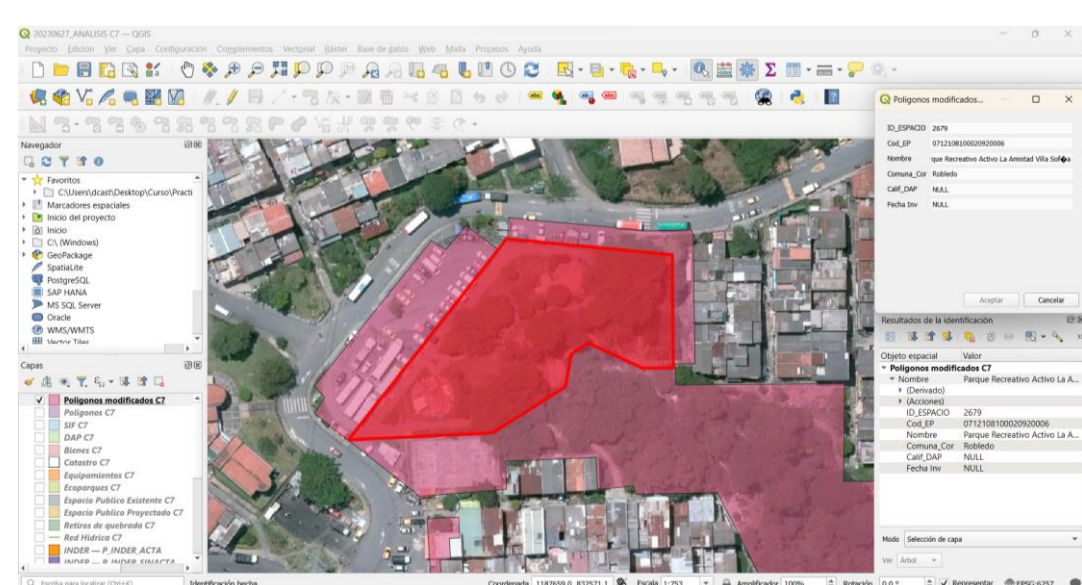 20230627_ANALISIS C7 — QGIS
Proyecto Edición Ver Capa Configuración Complementos Vectorial Ráster Base de datos Web Malla Procesos Ayuda
Navegador
Favoritos
C:\Users\dcast\Desktop\Curso\Practi
Marcadores espaciales
Inicio del proyecto
Inicio
C:\ (Windows)
GeoPackage
SpatiaLite
PostgreSQL
SAP HANA
MS SQL Server
Oracle
WMS/WMTS
Vector Tiles
Capas
Poligonos modificados C7
Poligonos C7
SIF C7
DAP C7
Bienes C7
Catastro C7
Equipamientos C7
Ecoparques C7
Espacio Publico Existente C7
Espacio Publico Proyectado C7
Retiros de quebrada C7
Red Hidrica C7
INDER — P_INDER_ACTA
INDER — P_INDER_SINACTA
Poligonos modificados...
ID_ESPACIO 2679
Cod_EP 0712108100020920006
Nombre que Recreativo Activo La Amistad Villa Sof�a
Comuna_Cor Robledo
Calif_DAP NULL
Fecha Inv NULL
Aceptar Cancelar
Resultados de la identificación
Objeto espacial Valor
Poligonos modificados C7
Nombre Parque Recreativo Activo La A...
(Derivado)
(Acciones)
ID_ESPACIO 2679
Cod_EP 0712108100020920006
Nombre Parque Recreativo Activo La A...
Comuna_Cor Robledo
Calif_DAP NULL
Fecha Inv NULL
Modo Selección de capa
Ver Árbol
Escriba para localizar (Ctrl+K) Identificación hecha Coordenada 1187659.0, 832571.1 Escala 1:753 Amplificador 100% Rotación 0,0 ° Representar EPSG:6257